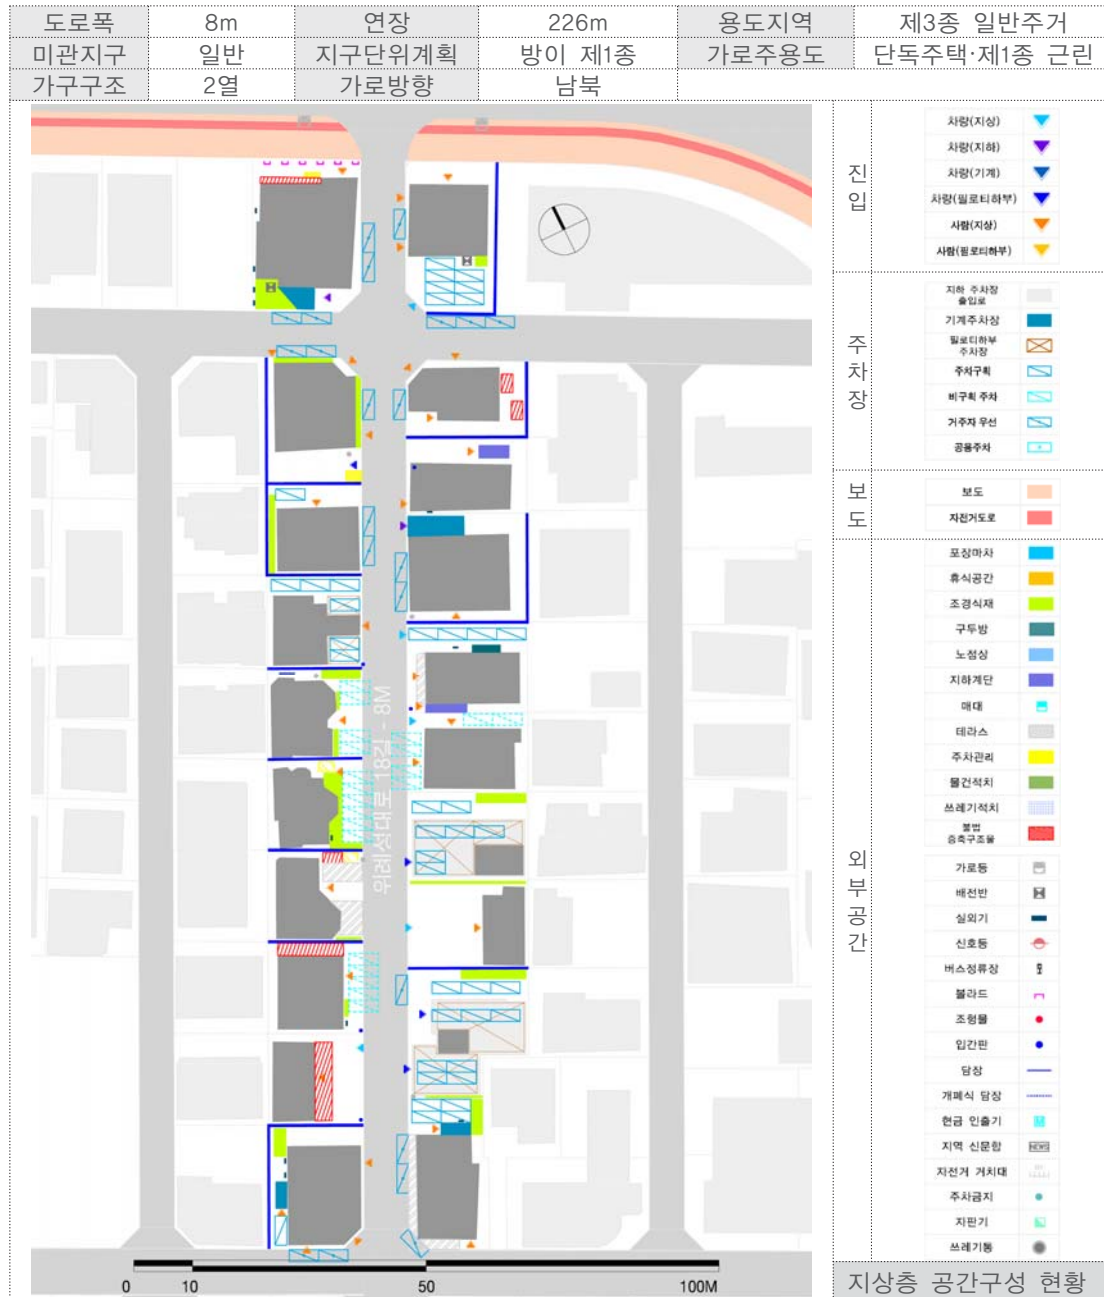 도로폭 8m 연장 226m 용도지역 제3종 일반주거
미관지구 일반 지구단위계획 방이 제1종 가로주용도 단독주택·제1종 근린
가구구조 2열 가로방향 남북
위례성대로 18길 - 8M
0 10 50 100M
진입
차량(지상)
차량(지하)
차량(기계)
차량(필로티하부)
사람(지상)
사람(필로티하부)
주차장
지하 주차장
출입로
기계주차장
필로티하부
주차장
주차구획
비구획 주차
거주자 우선
공용주차
보도
보도
자전거도로
외부공간
포장마차
휴식공간
조경식재
구두방
노점상
지하계단
매대
테라스
주차관리
물건적치
쓰레기적치
불법
증축구조물
가로등
배전반
실외기
신호등
버스정류장
볼라드
조형물
입간판
담장
개폐식 담장
현금 인출기
지역 신문함 NEWS
자전거 거치대
주차금지
자판기
쓰레기통
지상층 공간구성 현황